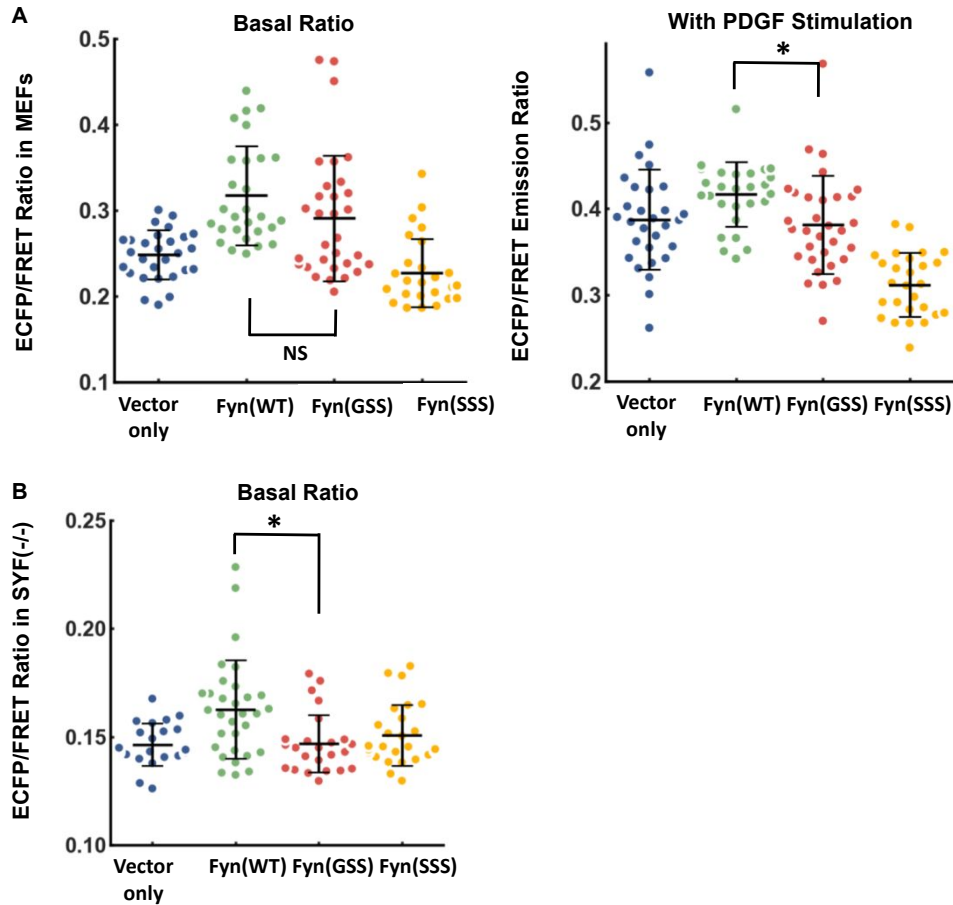 A
Basal Ratio
ECFP/FRET Ratio in MEFs
0.5
0.4
0.3
0.2
0.1
NS
Vector only
Fyn(WT)
Fyn(GSS)
Fyn(SSS)
With PDGF Stimulation
*
ECFP/FRET Emission Ratio
0.5
0.4
0.3
0.2
Vector only
Fyn(WT)
Fyn(GSS)
Fyn(SSS)
B
Basal Ratio
*
ECFP/FRET Ratio in SYF(-/-)
0.25
0.20
0.15
0.10
Vector only
Fyn(WT)
Fyn(GSS)
Fyn(SSS)